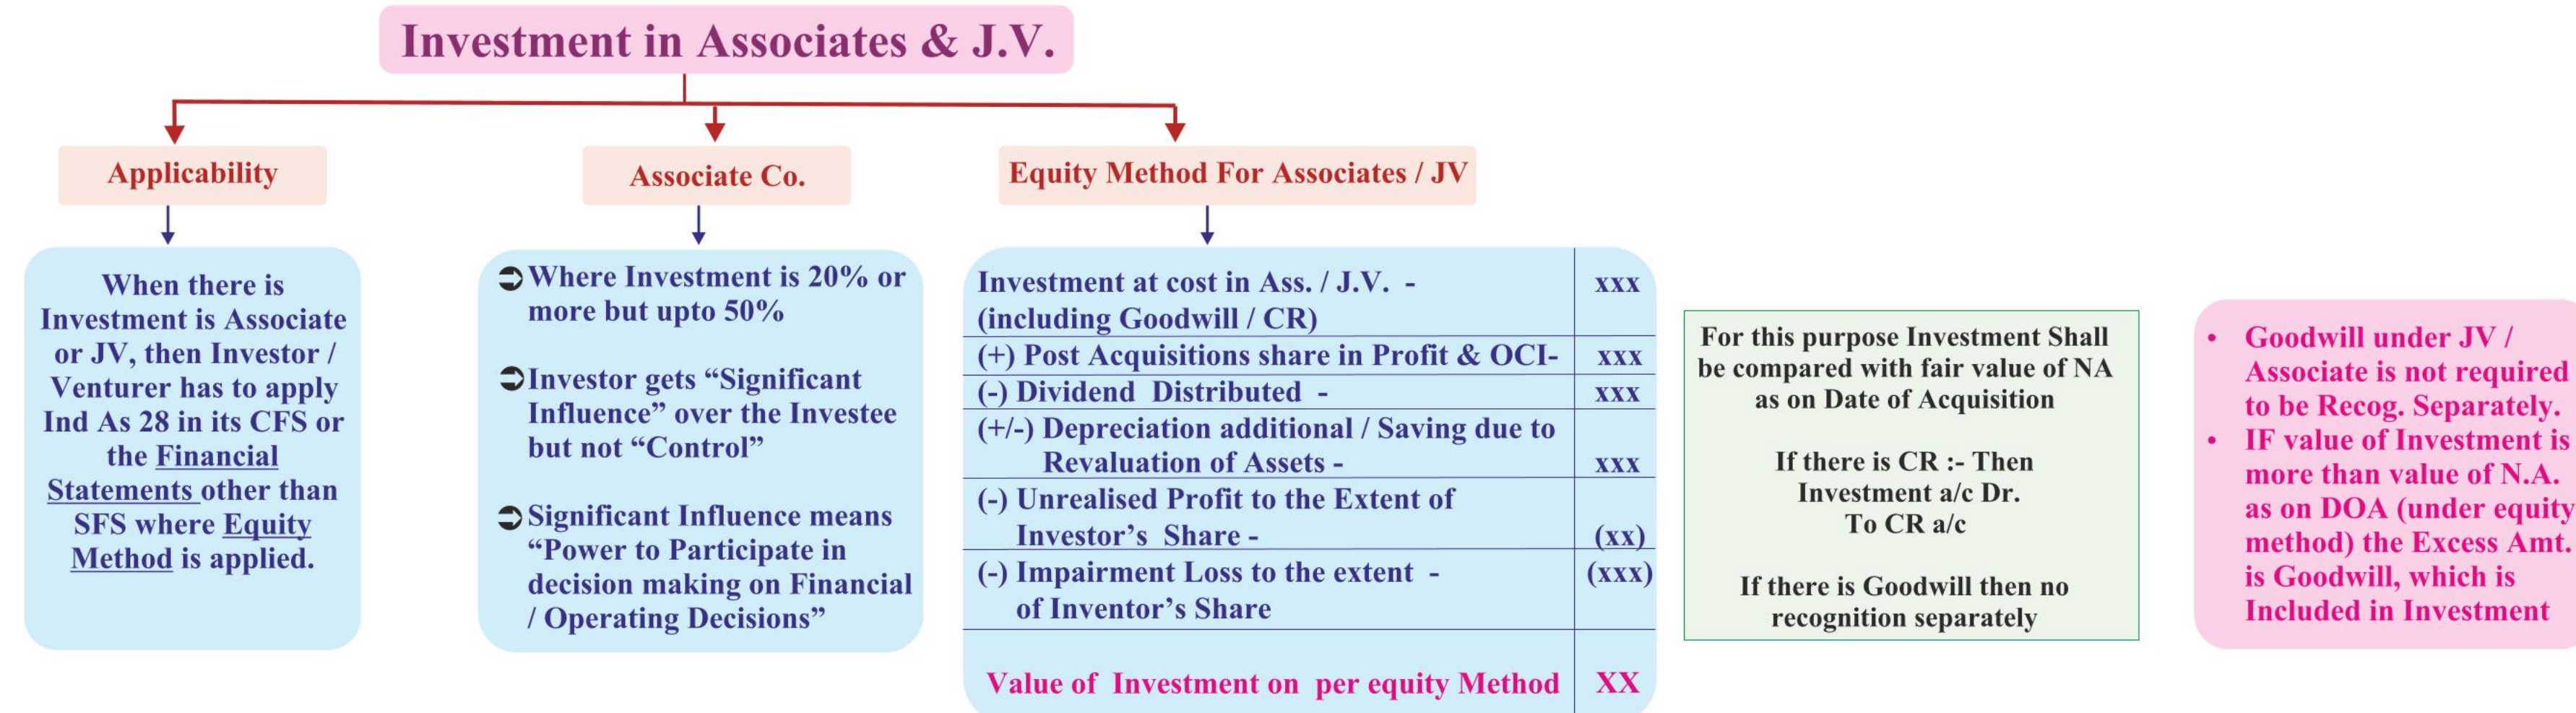 Investment in Associates & J.V.
Applicability
When there is
Investment is Associate
or JV, then Investor /
Venturer has to apply
Ind As 28 in its CFS or
the Financial
Statements other than
SFS where Equity
Method is applied.
Associate Co.
➲ Where Investment is 20% or
more but upto 50%
➲ Investor gets “Significant
Influence” over the Investee
but not “Control”
➲ Significant Influence means
“Power to Participate in
decision making on Financial
/ Operating Decisions”
Equity Method For Associates / JV
Investment at cost in Ass. / J.V. - xxx
(including Goodwill / CR)
(+) Post Acquisitions share in Profit & OCI- xxx
(-) Dividend Distributed - xxx
(+/-) Depreciation additional / Saving due to
Revaluation of Assets - xxx
(-) Unrealised Profit to the Extent of
Investor’s Share - (xx)
(-) Impairment Loss to the extent - (xxx)
of Inventor’s Share
Value of Investment on per equity Method XX
For this purpose Investment Shall
be compared with fair value of NA
as on Date of Acquisition
If there is CR :- Then
Investment a/c Dr.
To CR a/c
If there is Goodwill then no
recognition separately
• Goodwill under JV /
Associate is not required
to be Recog. Separately.
• IF value of Investment is
more than value of N.A.
as on DOA (under equity
method) the Excess Amt.
is Goodwill, which is
Included in Investment